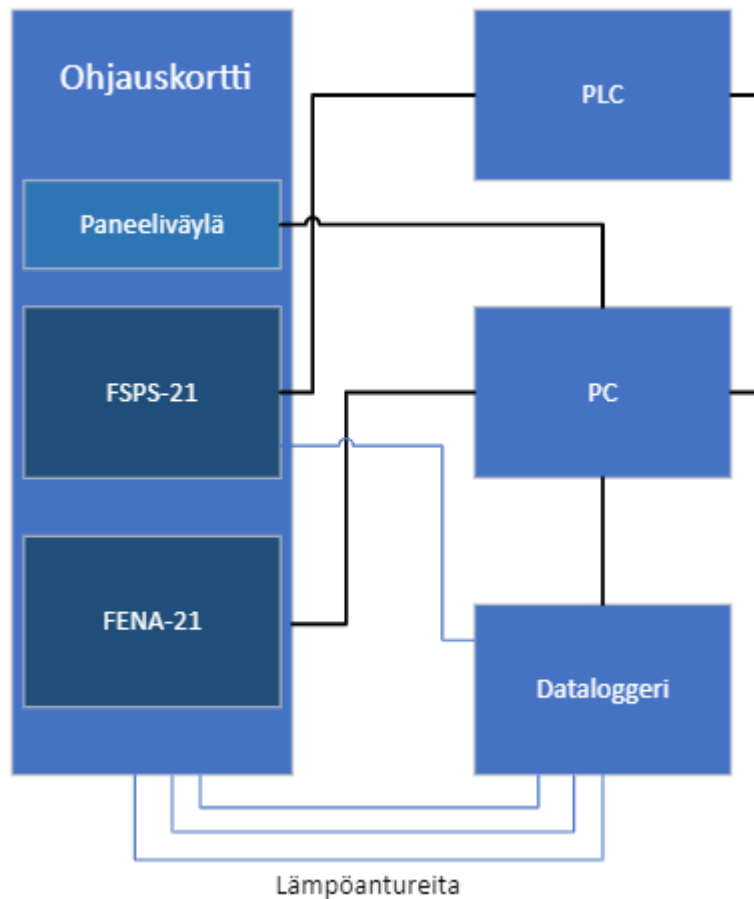 Ohjauskortti
PLC
Paneeliväylä
FSPS-21
PC
FENA-21
Dataloggeri
Lämpöantureita